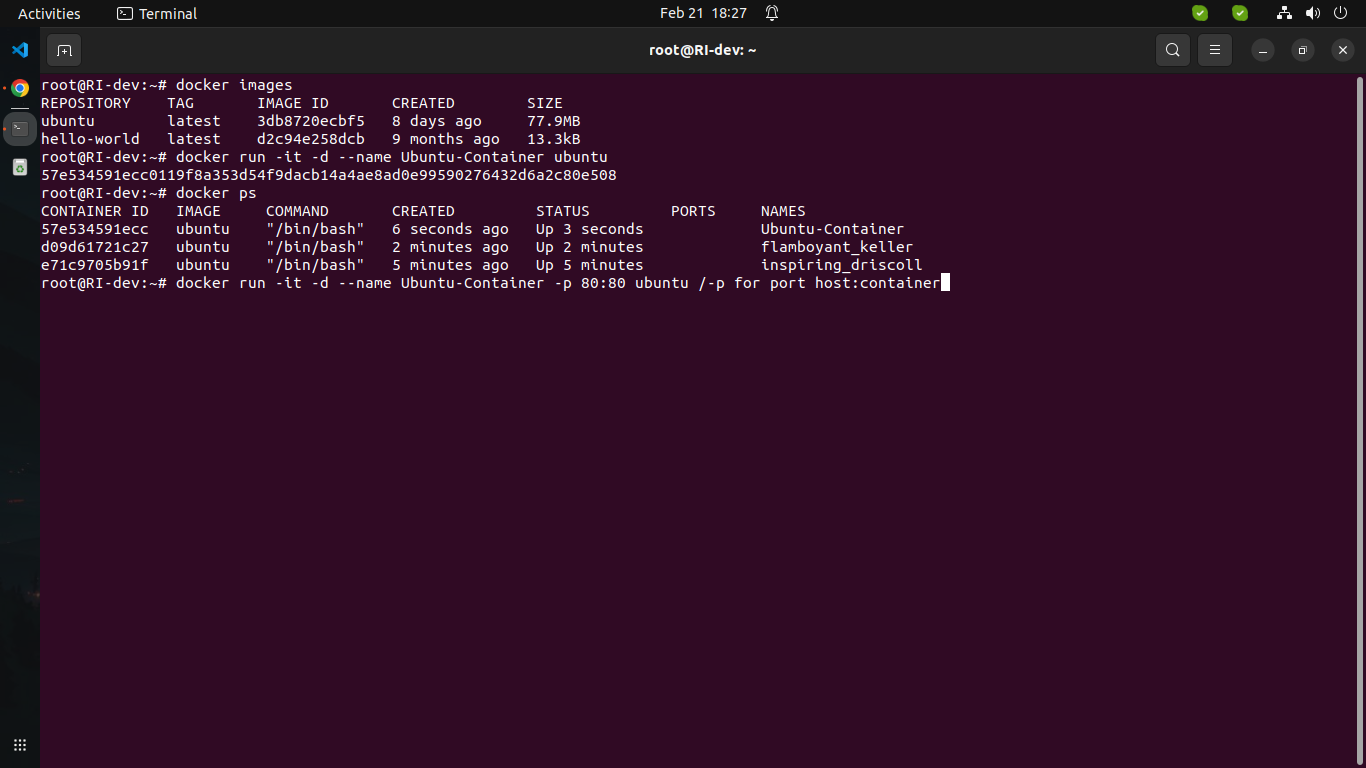 Activities Terminal Feb 21 18:27
root@RI-dev: ~
root@RI-dev:~# docker images
REPOSITORY TAG IMAGE ID CREATED SIZE
ubuntu latest 3db8720ecbf5 8 days ago 77.9MB
hello-world latest d2c94e258dcb 9 months ago 13.3kB
root@RI-dev:~# docker run -it -d --name Ubuntu-Container ubuntu
57e534591ecc0119f8a353d54f9dacb14a4ae8ad0e99590276432d6a2c80e508
root@RI-dev:~# docker ps
CONTAINER ID IMAGE COMMAND CREATED STATUS PORTS NAMES
57e534591ecc ubuntu "/bin/bash" 6 seconds ago Up 3 seconds Ubuntu-Container
d09d61721c27 ubuntu "/bin/bash" 2 minutes ago Up 2 minutes flamboyant_keller
e71c9705b91f ubuntu "/bin/bash" 5 minutes ago Up 5 minutes inspiring_driscoll
root@RI-dev:~# docker run -it -d --name Ubuntu-Container -p 80:80 ubuntu /-p for port host:container